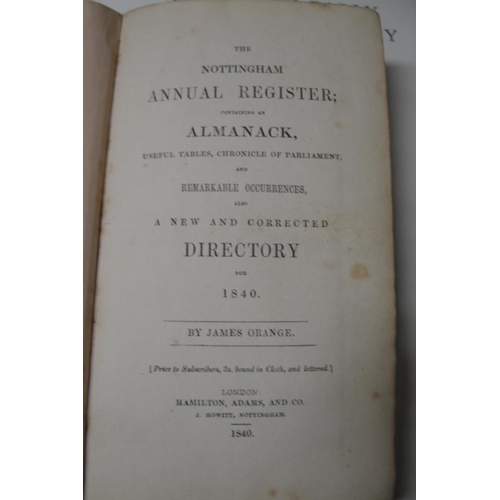 THE
NOTTINGHAM
ANNUAL REGISTER;
CONTAINING AN
ALMANACK,
USEFUL TABLES, CHRONICLE OF PARLIAMENT,
AND
REMARKABLE OCCURRENCES,
ALSO
A NEW AND CORRECTED
DIRECTORY
FOR
1840.
BY JAMES ORANGE.
[Price to Subscribers, 3s. bound in Cloth, and lettered.]
LONDON:
HAMILTON, ADAMS, AND CO.
J. HOWITT, NOTTINGHAM.
1840.